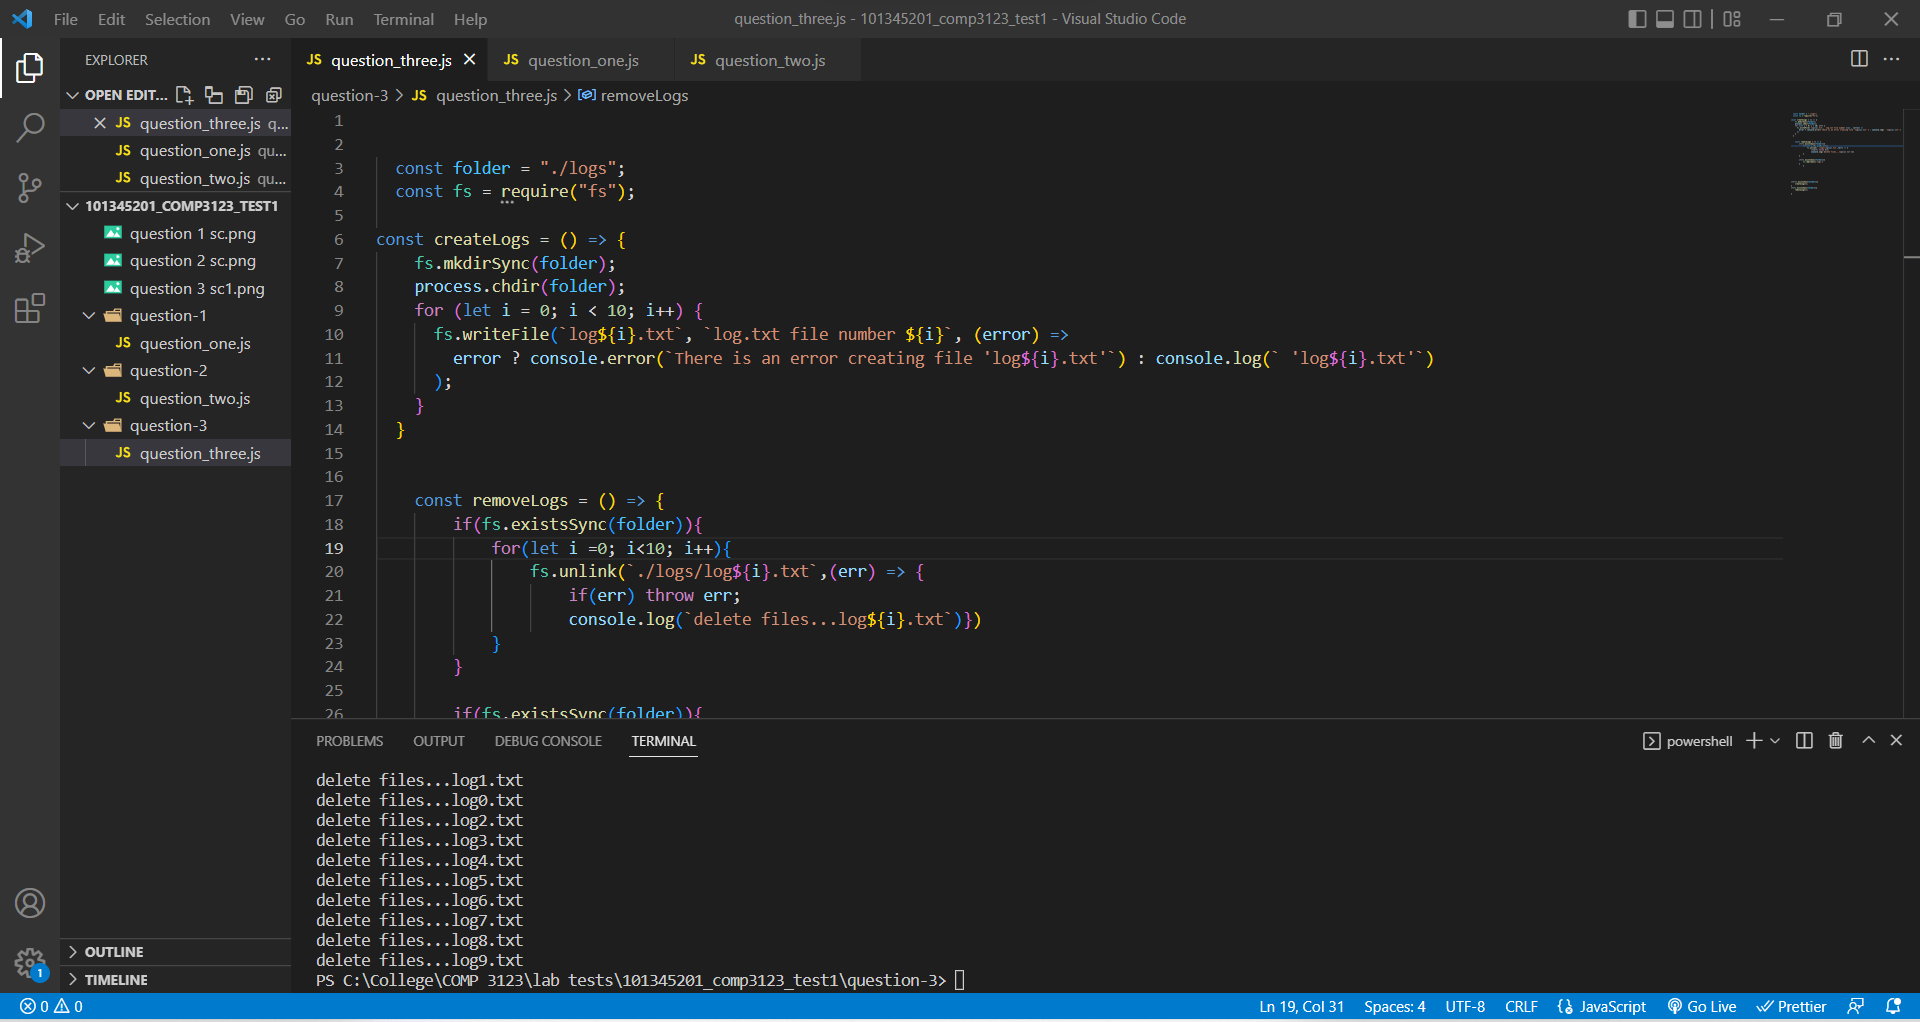 File Edit Selection View Go Run Terminal Help
question_three.js - 101345201_comp3123_test1 - Visual Studio Code
EXPLORER
OPEN EDIT...
JS question_three.js q...
JS question_one.js qu...
JS question_two.js qu...
101345201_COMP3123_TEST1
question 1 sc.png
question 2 sc.png
question 3 sc1.png
question-1
JS question_one.js
question-2
JS question_two.js
question-3
JS question_three.js
OUTLINE
TIMELINE
JS question_three.js JS question_one.js JS question_two.js
question-3 > JS question_three.js > removeLogs
1
2
3 const folder = "./logs";
4 const fs = require("fs");
5
6 const createLogs = () => {
7 fs.mkdirSync(folder);
8 process.chdir(folder);
9 for (let i = 0; i < 10; i++) {
10 fs.writeFile(`log${i}.txt`, `log.txt file number ${i}`, (error) =>
11 error ? console.error(`There is an error creating file 'log${i}.txt'`) : console.log(` 'log${i}.txt'`)
12 );
13 }
14 }
15
16
17 const removeLogs = () => {
18 if(fs.existsSync(folder)){
19 for(let i =0; i<10; i++){
20 fs.unlink(`./logs/log${i}.txt`,(err) => {
21 if(err) throw err;
22 console.log(`delete files...log${i}.txt`)})
23 }
24 }
25
26 if(fs.existsSync(folder)){
PROBLEMS OUTPUT DEBUG CONSOLE TERMINAL
powershell
delete files...log1.txt
delete files...log0.txt
delete files...log2.txt
delete files...log3.txt
delete files...log4.txt
delete files...log5.txt
delete files...log6.txt
delete files...log7.txt
delete files...log8.txt
delete files...log9.txt
PS C:\College\COMP 3123\lab tests\101345201_comp3123_test1\question-3>
1
0 0
Ln 19, Col 31 Spaces: 4 UTF-8 CRLF JavaScript Go Live Prettier